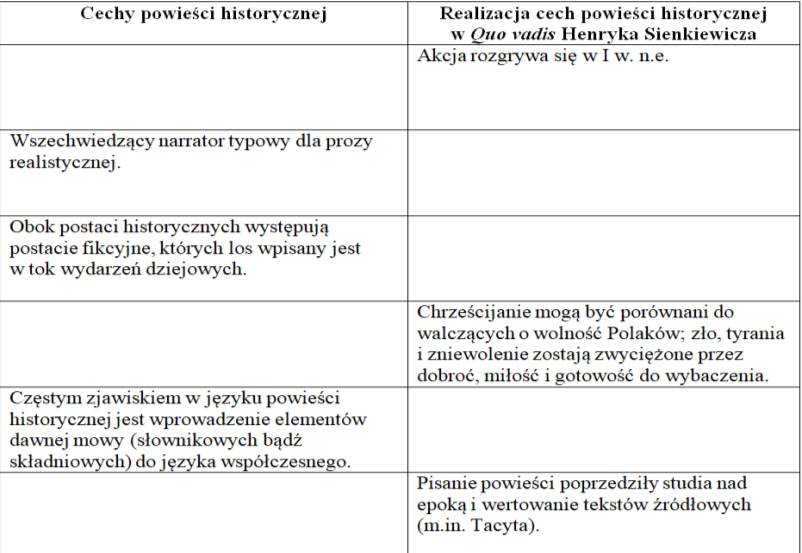 Cechy powieści historycznej
Realizacja cech powieści historycznej
w Quo vadis Henryka Sienkiewicza
Akcja rozgrywa się w I w. n.e.
Wszechwiedzący narrator typowy dla prozy
realistycznej.
Obok postaci historycznych występują
postacie fikcyjne, których los wpisany jest
w tok wydarzeń dziejowych.
Chrześcijanie mogą być porównani do
walczących o wolność Polaków; zło, tyrania
i zniewolenie zostają zwyciężone przez
dobroć, miłość i gotowość do wybaczenia.
Częstym zjawiskiem w języku powieści
historycznej jest wprowadzenie elementów
dawnej mowy (słownikowych bądź
składniowych) do języka współczesnego.
Pisanie powieści poprzedziły studia nad
epoką i wertowanie tekstów źródłowych
(m.in. Tacyta).